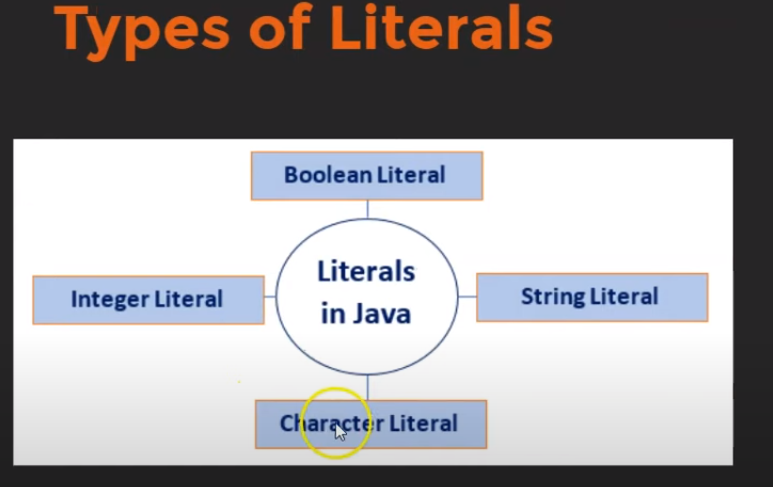 Types of Literals
Boolean Literal
Literals
in Java
Integer Literal
String Literal
Character Literal